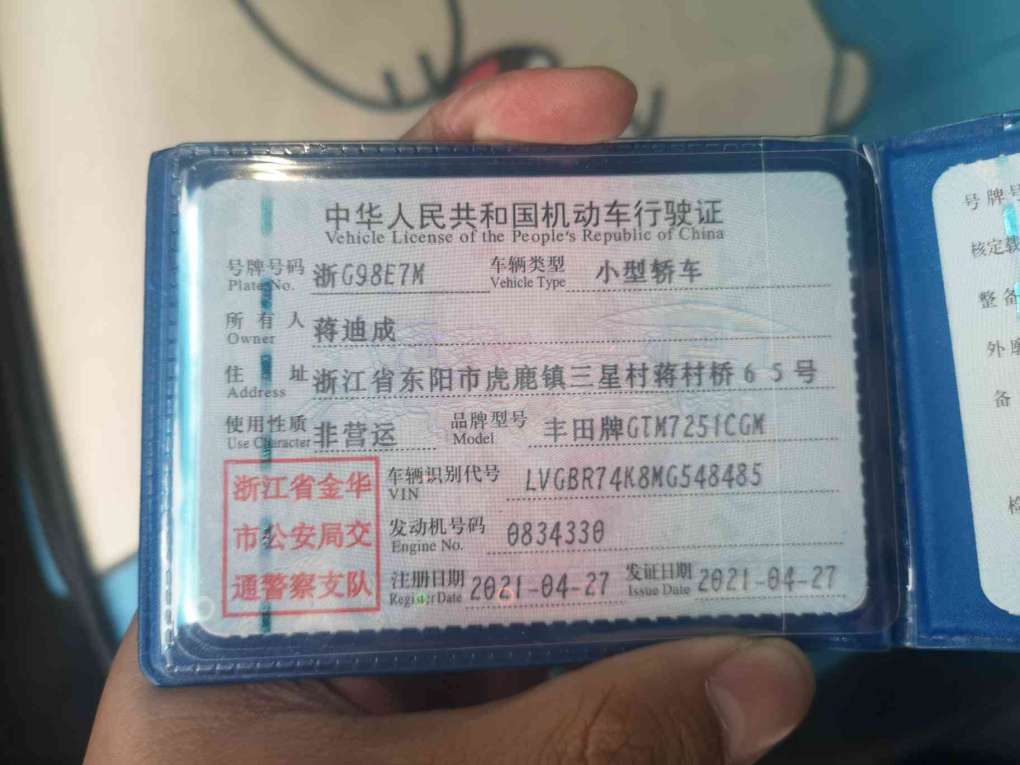 中华人民共和国机动车行驶证
Vehicle License of the People's Republic of China
号牌号码 浙G98E7M 车辆类型 小型轿车
Plate No. Vehicle Type
所有人 蒋迪成
Owner
住址 浙江省东阳市虎鹿镇三星村蒋村桥65号
Address
使用性质 非营运 品牌型号 丰田牌GTM7251CGM
Use Character Model
车辆识别代号 LVGBR74K8MG548485
VIN
发动机号码 0834330
Engine No.
注册日期 2021-04-27 发证日期 2021-04-27
Register Date Issue Date
浙江省金华
市公安局交
通警察支队
号牌号
核定载
整备
外廓
备
检